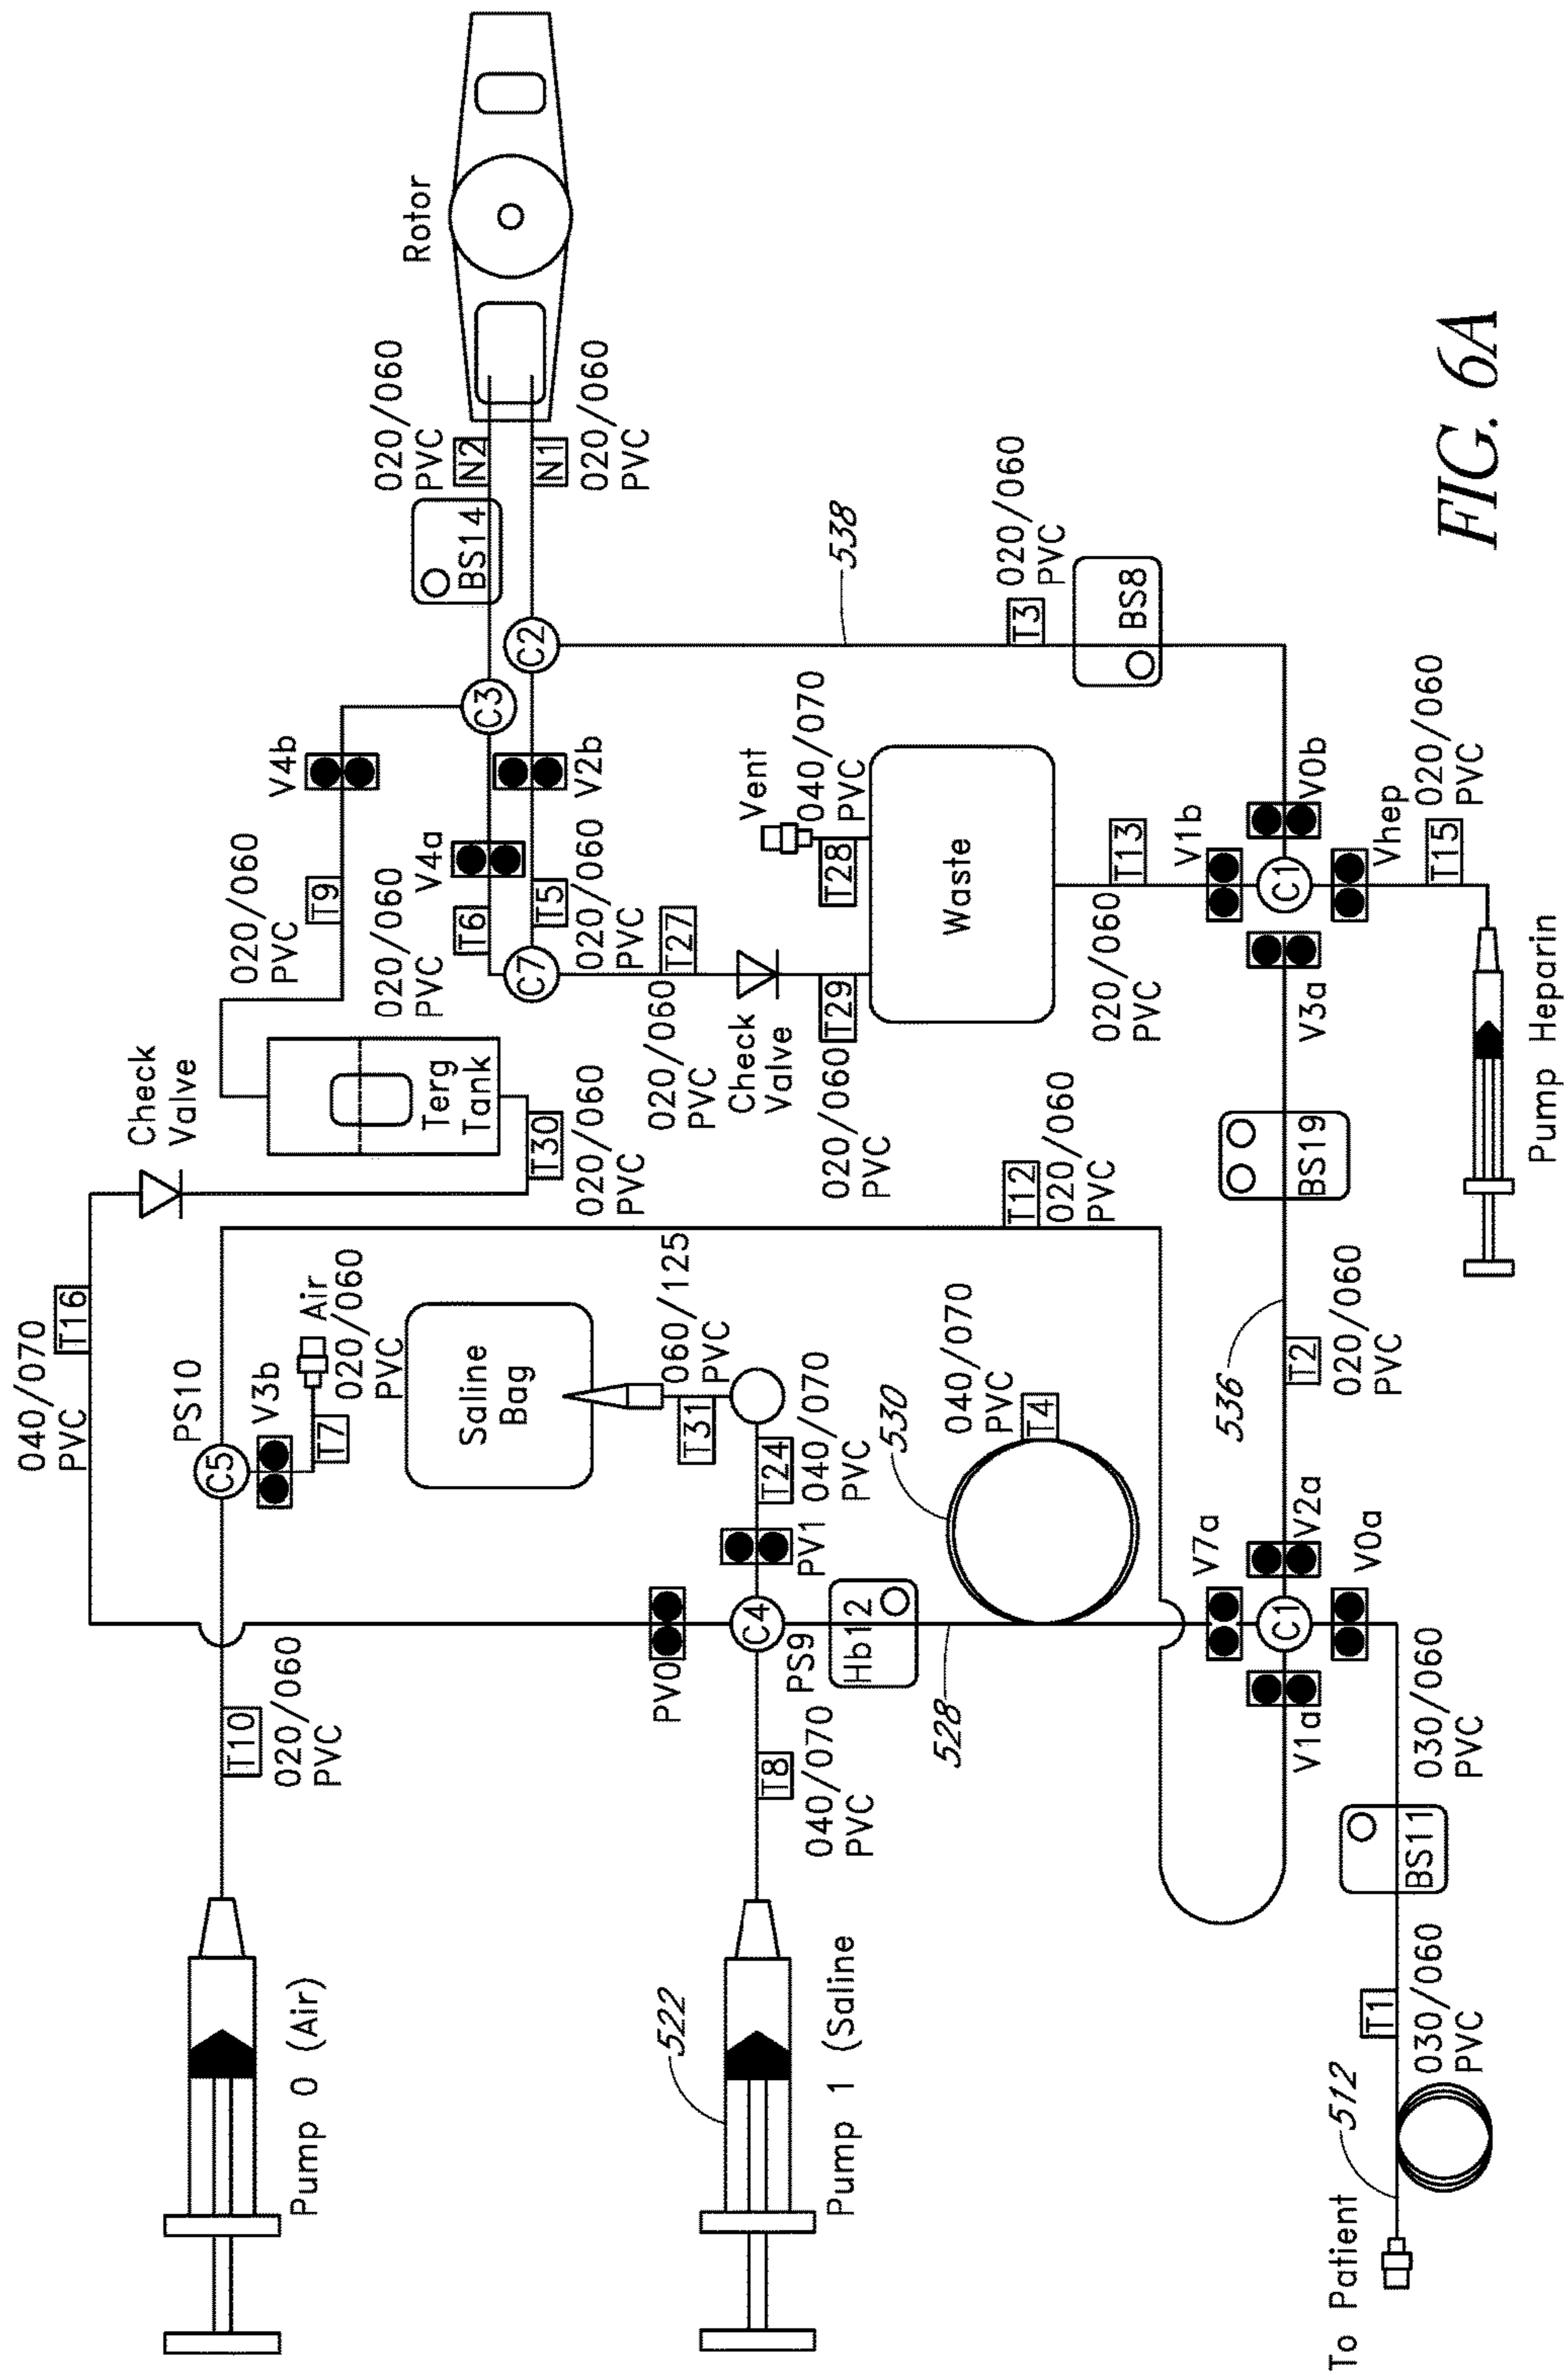 Pump 0 (Air)
T10
020/060
PVC
C5
PS10
V3b
T7
Air
020/060
PVC
040/070
PVC
T16
Check
Valve
Terg
Tank
T30
020/060
PVC
020/060
PVC
T9
V4b
020/060
PVC
T6
V4a
C3
BS14
020/060
PVC
N2
Rotor
N1
020/060
PVC
C2
V2b
T5
020/060
PVC
C7
T27
020/060
PVC
Check
Valve
T29
020/060
PVC
Vent
T28
040/070
PVC
Waste
T13
020/060
PVC
538
T3
020/060
PVC
BS8
522
Pump 1 (Saline
T8
040/070
PVC
PV0
C4
PS9
PV1
T24
040/070
PVC
T31
060/125
PVC
Saline
Bag
Hb12
528
530
040/070
PVC
T4
T12
020/060
PVC
V7a
C1
V1a
V2a
V0a
536
T2
020/060
PVC
BS19
V3a
V1b
C1
V0b
Vhep
T15
020/060
PVC
Pump Heparin
To Patient
512
T1
030/060
PVC
BS11
030/060
PVC
FIG. 6A